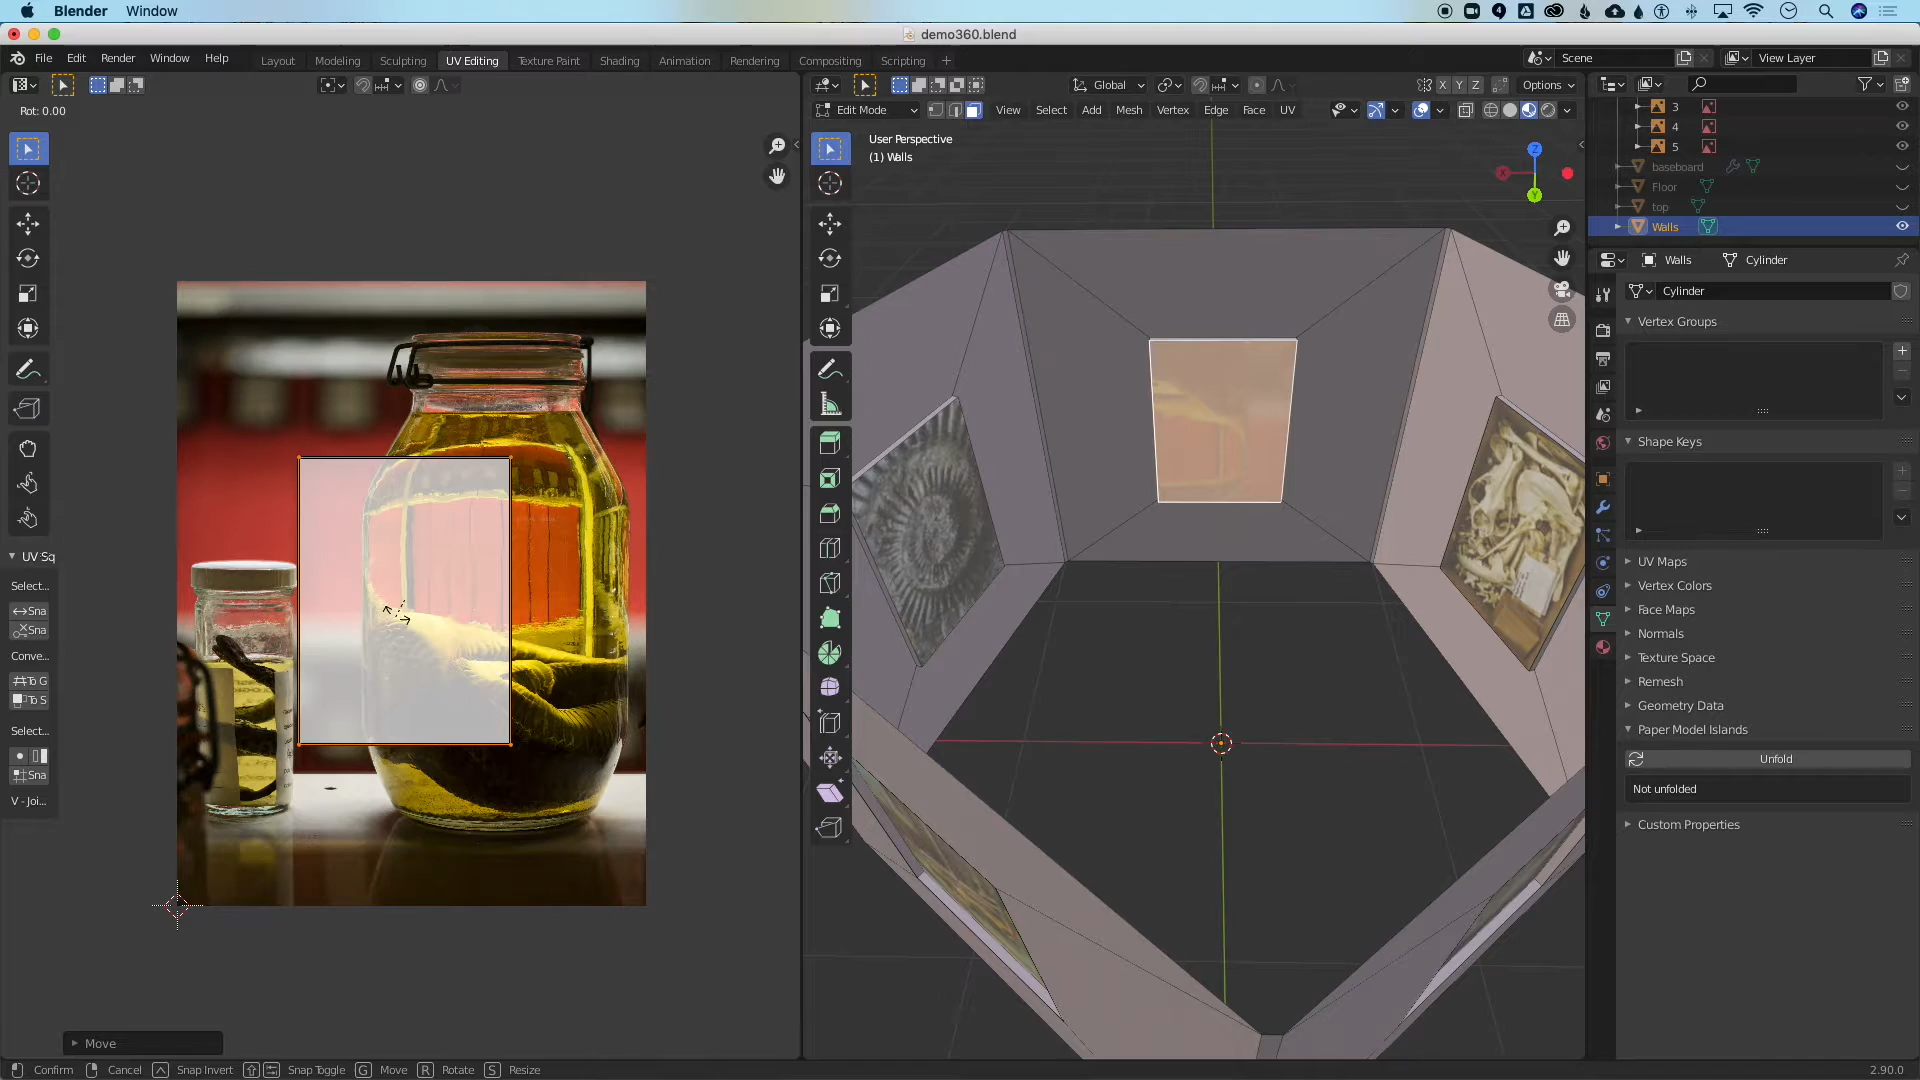 Blender Window
demo360.blend
File Edit Render Window Help
Layout Modeling Sculpting UV Editing Texture Paint Shading Animation Rendering Compositing Scripting +
Scene
View Layer
Global
X Y Z
Options
Rot: 0.00
Edit Mode
View Select Add Mesh Vertex Edge Face UV
User Perspective
(1) Walls
Z
X
Y
3
4
5
baseboard
Floor
top
Walls
Walls
Cylinder
Cylinder
Vertex Groups
Shape Keys
UV Maps
Vertex Colors
Face Maps
Normals
Texture Space
Remesh
Geometry Data
Paper Model Islands
Unfold
Not unfolded
Custom Properties
UV Sq
Select...
Sna
Sna
Conve...
To G
To S
Select...
Sna
V - Joi...
Move
Confirm Cancel Snap Invert Snap Toggle G Move R Rotate S Resize
2.90.0